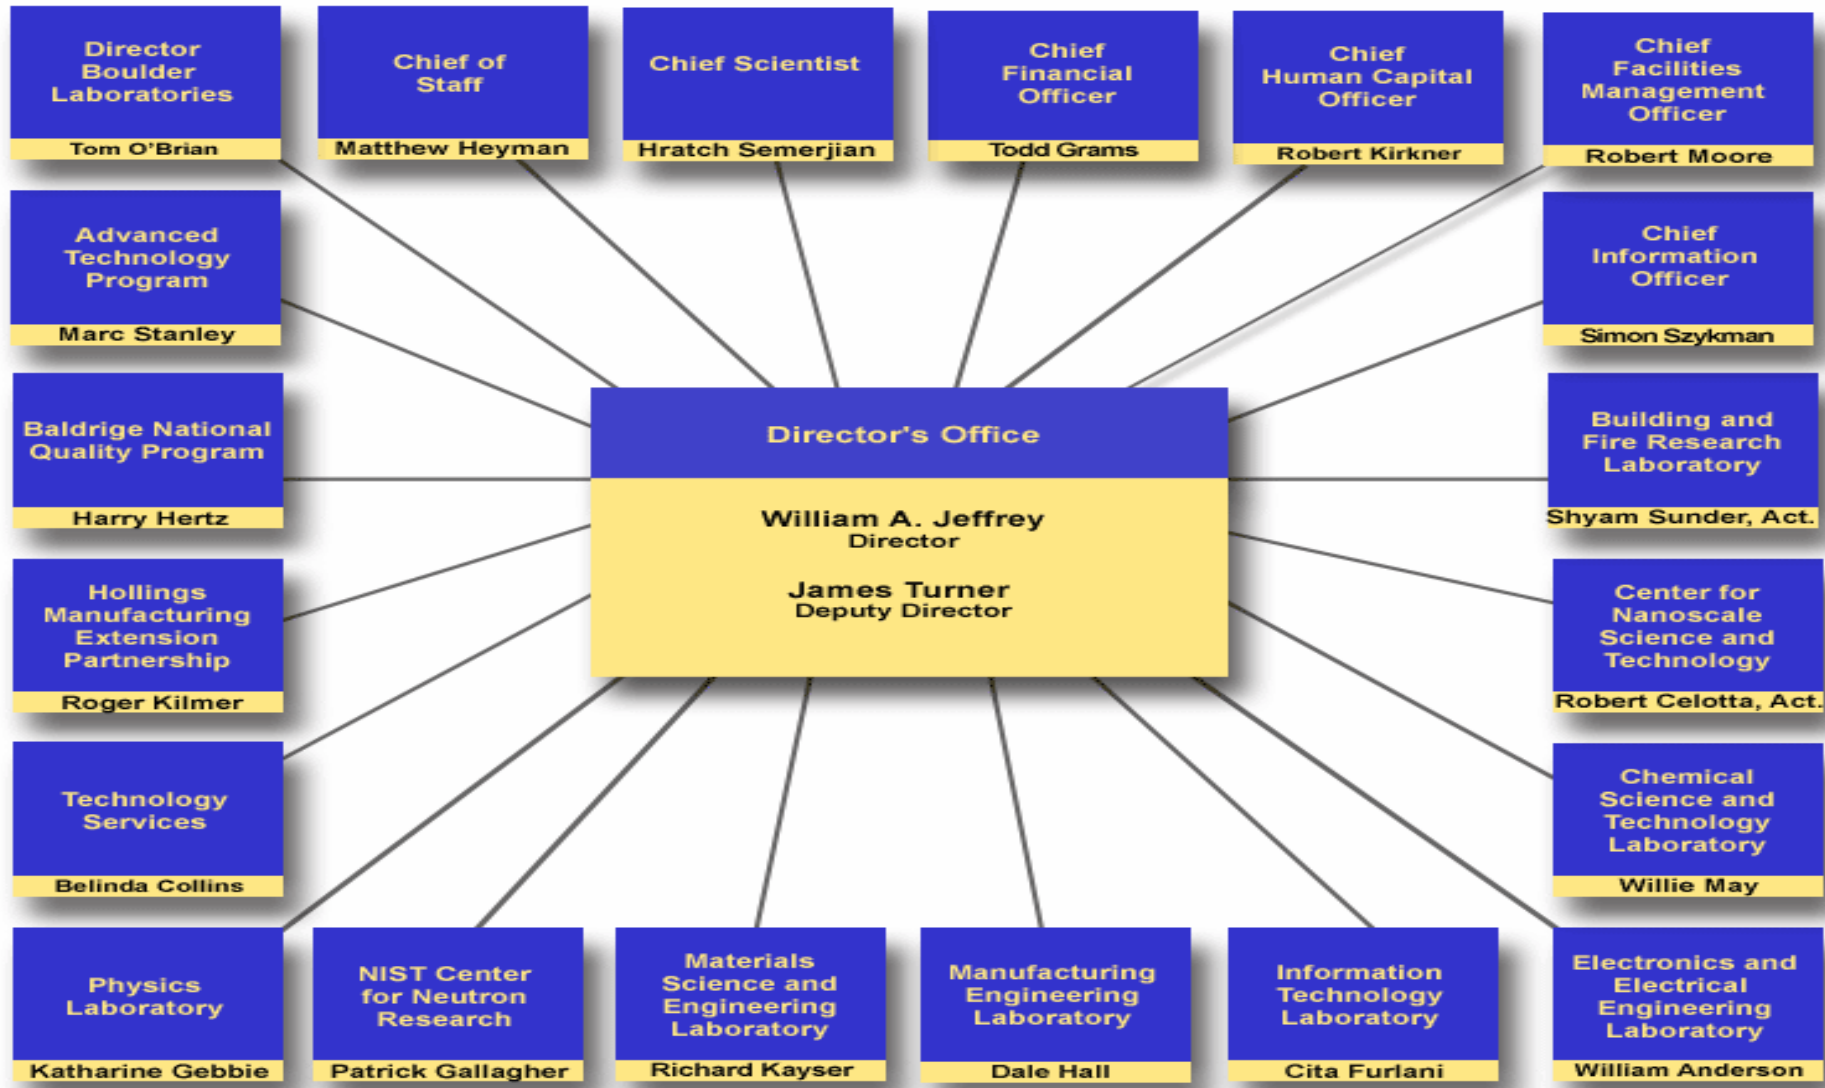 Director
Boulder
Laboratories
Tom O'Brian
Chief of
Staff
Matthew Heyman
Chief Scientist
Hratch Semerjian
Chief
Financial
Officer
Todd Grams
Chief
Human Capital
Officer
Robert Kirkner
Chief
Facilities
Management
Officer
Robert Moore
Advanced
Technology
Program
Marc Stanley
Chief
Information
Officer
Simon Szykman
Baldrige National
Quality Program
Harry Hertz
Director's Office
William A. Jeffrey
Director
James Turner
Deputy Director
Building and
Fire Research
Laboratory
Shyam Sunder, Act.
Hollings
Manufacturing
Extension
Partnership
Roger Kilmer
Center for
Nanoscale
Science and
Technology
Robert Celotta, Act.
Technology
Services
Belinda Collins
Chemical
Science and
Technology
Laboratory
Willie May
Physics
Laboratory
Katharine Gebbie
NIST Center
for Neutron
Research
Patrick Gallagher
Materials
Science and
Engineering
Laboratory
Richard Kayser
Manufacturing
Engineering
Laboratory
Dale Hall
Information
Technology
Laboratory
Cita Furlani
Electronics and
Electrical
Engineering
Laboratory
William Anderson